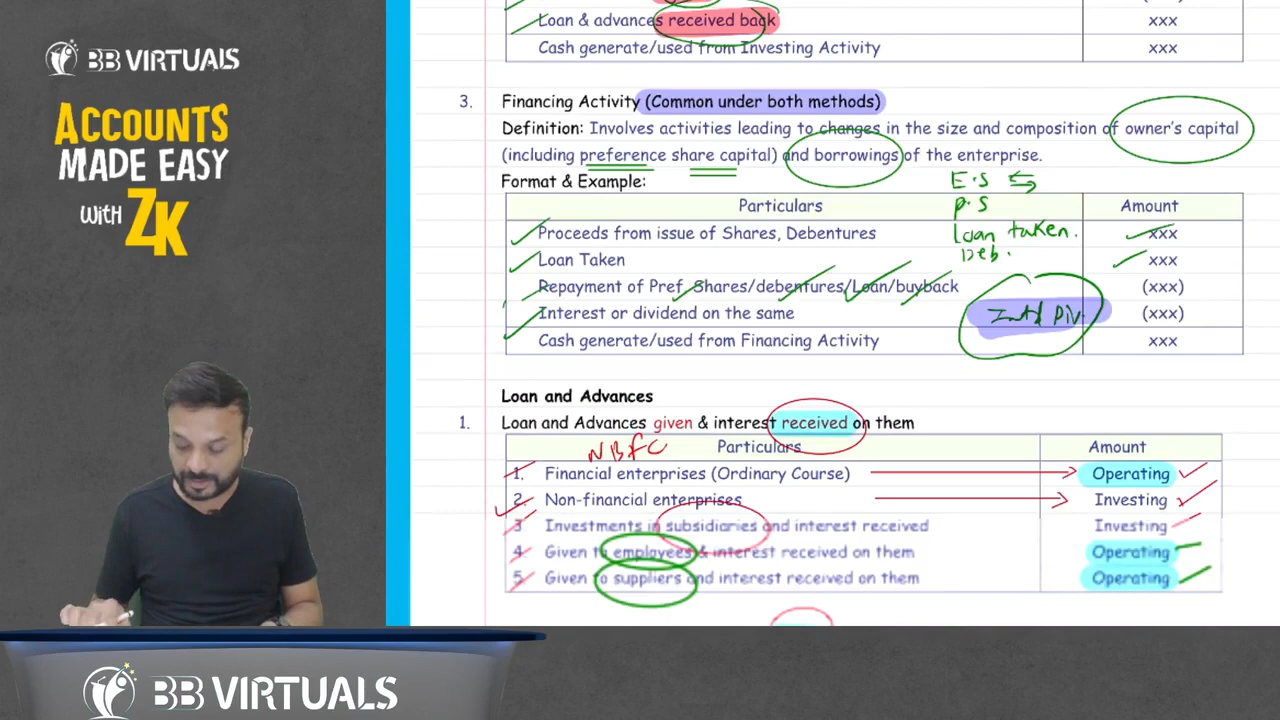 BB VIRTUALS
ACCOUNTS
MADE EASY
with ZK
Loan & advances received back xxx
Cash generate/used from Investing Activity xxx
3. Financing Activity (Common under both methods)
Definition: Involves activities leading to changes in the size and composition of owner's capital
(including preference share capital) and borrowings of the enterprise.
Format & Example:
E.S
P.S
Loan taken.
Deb.
Particulars Amount
Proceeds from issue of Shares, Debentures xxx
Loan Taken xxx
Repayment of Pref Shares/debentures/Loan/buyback (xxx)
Interest or dividend on the same (xxx)
Cash generate/used from Financing Activity xxx
Loan and Advances
1. Loan and Advances given & interest received on them
NBFC
Particulars Amount
1. Financial enterprises (Ordinary Course) Operating
2. Non-financial enterprises Investing
3 Investments in subsidiaries and interest received Investing
4. Given to employees & interest received on them Operating
5. Given to suppliers and interest received on them Operating
BB VIRTUALS